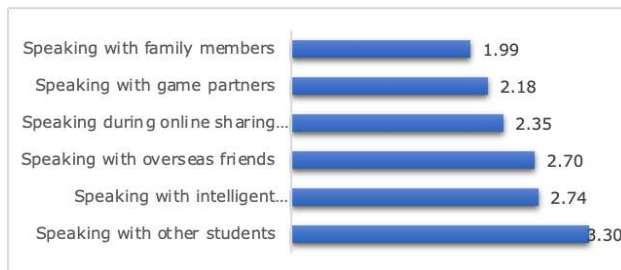 Speaking with family members 1.99
Speaking with game partners 2.18
Speaking during online sharing... 2.35
Speaking with overseas friends 2.70
Speaking with intelligent... 2.74
Speaking with other students 3.30